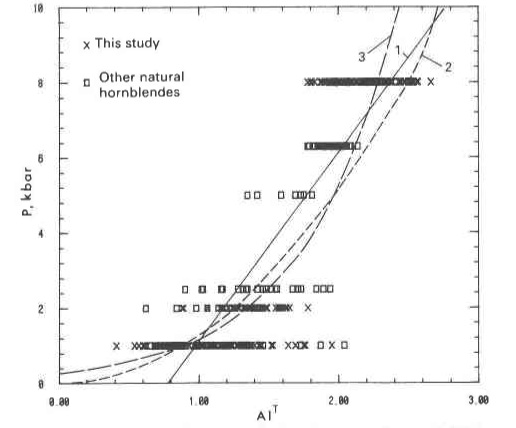 10
8
6
4
2
0
P, kbar
x This study
Other natural
hornblendes
3
1
2
0.00
1.00
2.00
3.00
Al^T